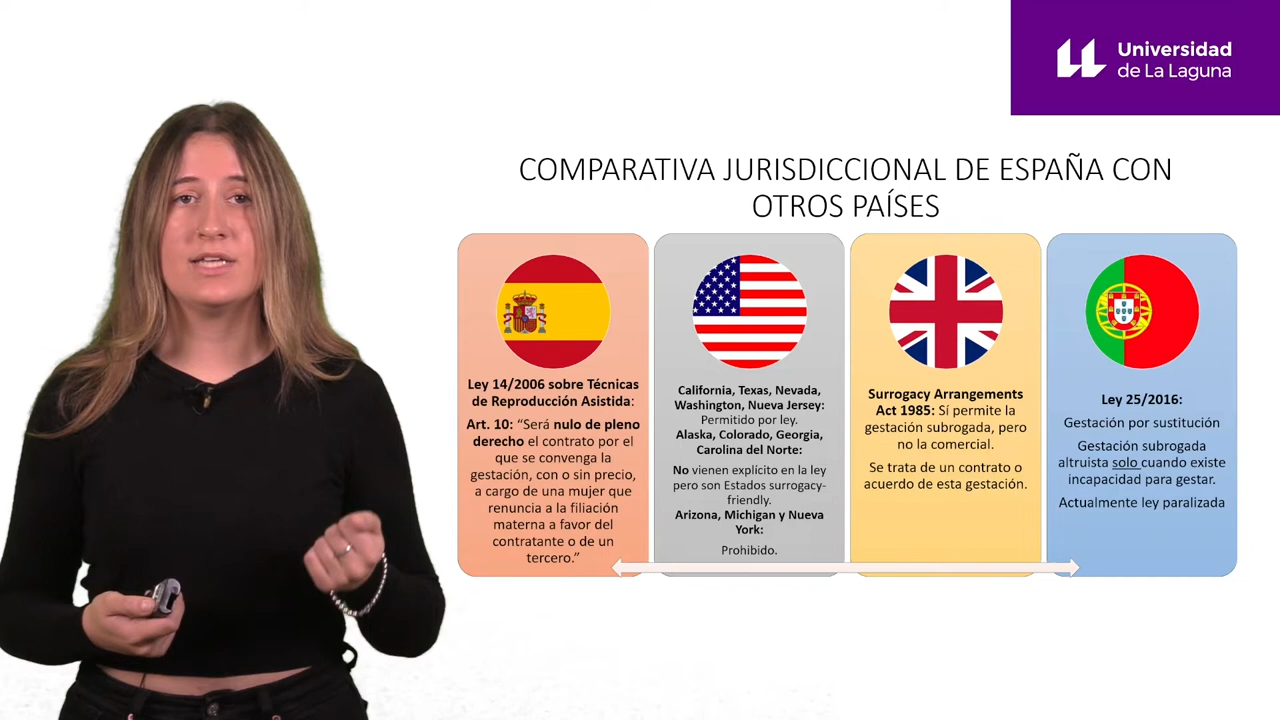 Universidad
de La Laguna
COMPARATIVA JURISDICCIONAL DE ESPAÑA CON
OTROS PAÍSES
Ley 14/2006 sobre Técnicas
de Reproducción Asistida:
Art. 10: “Será nulo de pleno
derecho el contrato por el
que se convenga la
gestación, con o sin precio,
a cargo de una mujer que
renuncia a la filiación
materna a favor del
contratante o de un
tercero.”
California, Texas, Nevada,
Washington, Nueva Jersey:
Permitido por ley.
Alaska, Colorado, Georgia,
Carolina del Norte:
No vienen explícito en la ley
pero son Estados surrogacy-
friendly.
Arizona, Michigan y Nueva
York:
Prohibido.
Surrogacy Arrangements
Act 1985: Sí permite la
gestación subrogada, pero
no la comercial.
Se trata de un contrato o
acuerdo de esta gestación.
Ley 25/2016:
Gestación por sustitución
Gestación subrogada
altruista solo cuando existe
incapacidad para gestar.
Actualmente ley paralizada